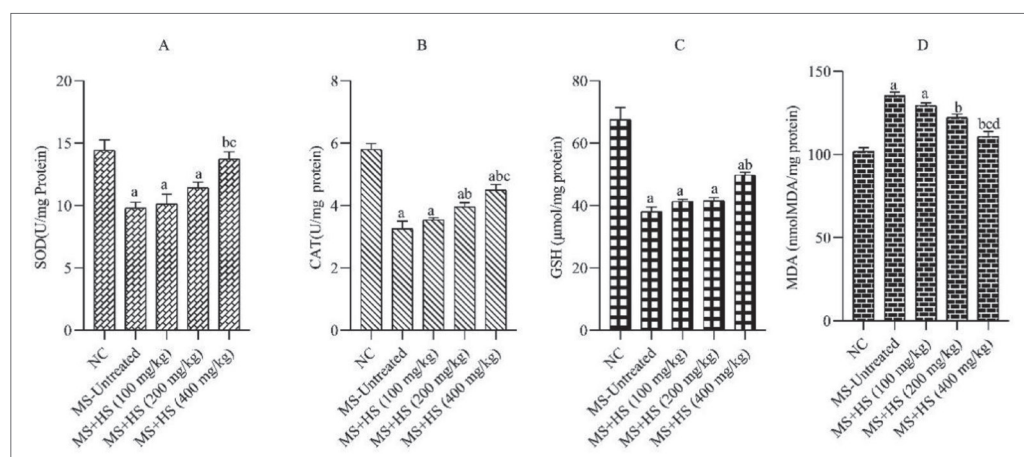 A
SOD(U/mg Protein)
20
15
10
5
0
a
a
a
bc
NC
MS-Untreated
MS+HS (100 mg/kg)
MS+HS (200 mg/kg)
MS+HS (400 mg/kg)
B
CAT(U/mg protein)
8
6
4
2
0
a
a
ab
abc
NC
MS-Untreated
MS+HS (100 mg/kg)
MS+HS (200 mg/kg)
MS+HS (400 mg/kg)
C
GSH (µmol/mg protein)
80
60
40
20
0
a
a
a
ab
NC
MS-Untreated
MS+HS (100 mg/kg)
MS+HS (200 mg/kg)
MS+HS (400 mg/kg)
D
MDA (nmolMDA/mg protein)
150
100
50
0
a
a
b
bcd
NC
MS-Untreated
MS+HS (100 mg/kg)
MS+HS (200 mg/kg)
MS+HS (400 mg/kg)